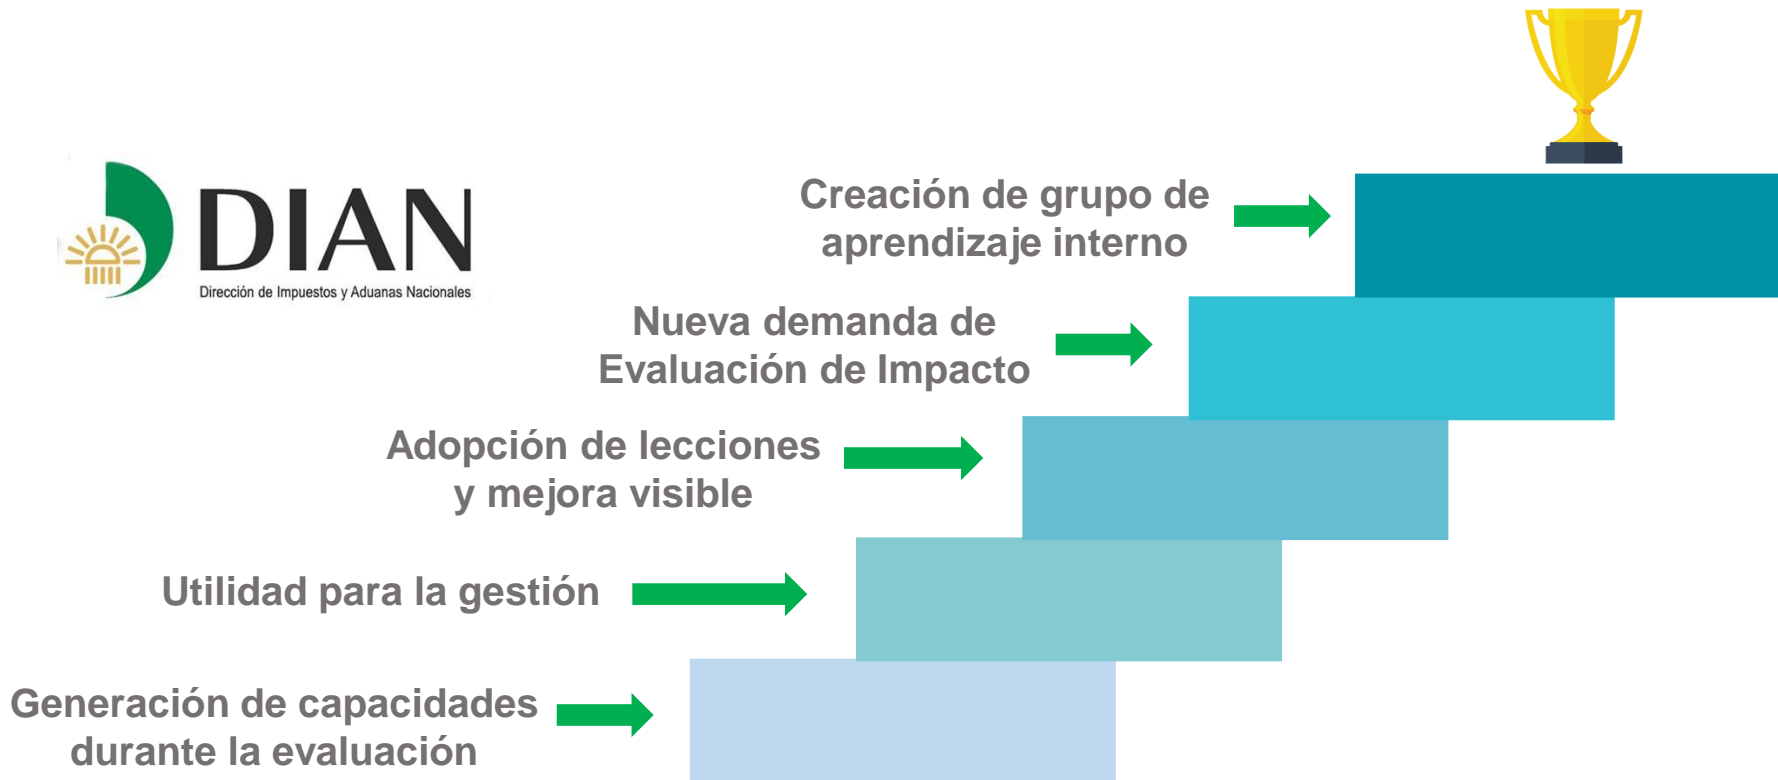 DIAN
Dirección de Impuestos y Aduanas Nacionales
Creación de grupo de
aprendizaje interno
Nueva demanda de
Evaluación de Impacto
Adopción de lecciones
y mejora visible
Utilidad para la gestión
Generación de capacidades
durante la evaluación